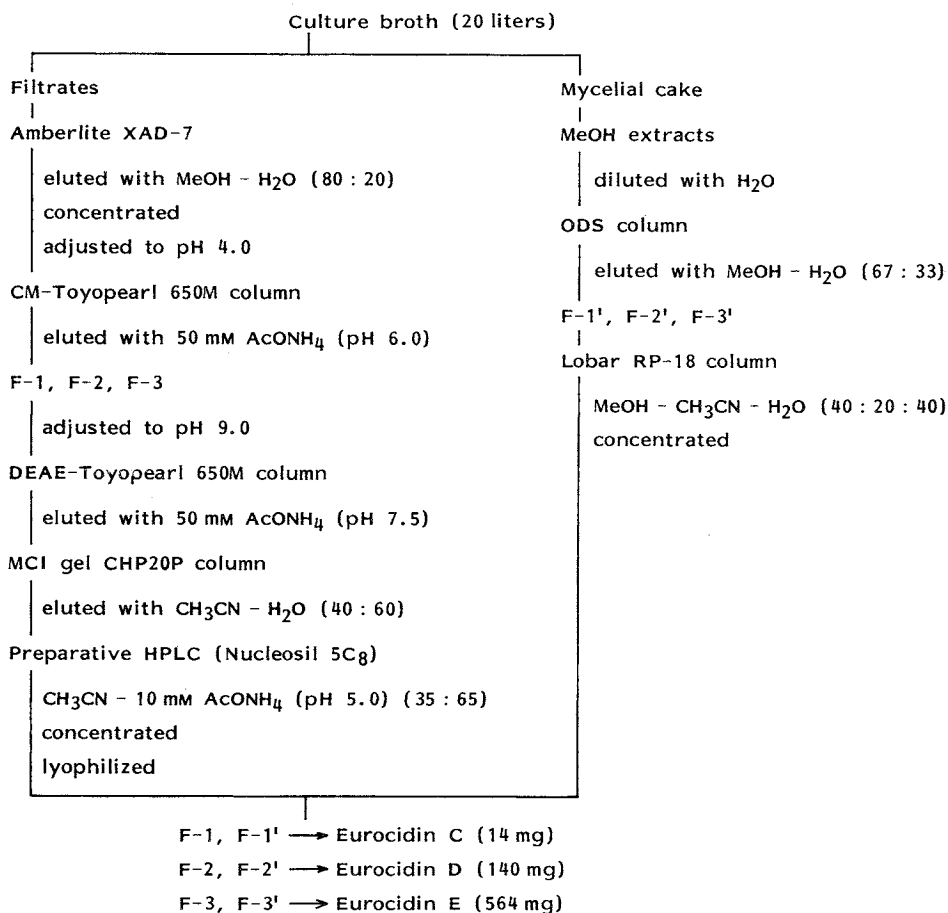 Culture broth (20 liters)
Filtrates
Amberlite XAD-7
eluted with MeOH - H₂O (80 : 20)
concentrated
adjusted to pH 4.0
CM-Toyopearl 650M column
eluted with 50 mM AcONH₄ (pH 6.0)
F-1, F-2, F-3
adjusted to pH 9.0
DEAE-Toyopearl 650M column
eluted with 50 mM AcONH₄ (pH 7.5)
MCI gel CHP20P column
eluted with CH₃CN - H₂O (40 : 60)
Preparative HPLC (Nucleosil 5C₈)
CH₃CN - 10 mM AcONH₄ (pH 5.0) (35 : 65)
concentrated
lyophilized
Mycelial cake
MeOH extracts
diluted with H₂O
ODS column
eluted with MeOH - H₂O (67 : 33)
F-1', F-2', F-3'
Lobar RP-18 column
MeOH - CH₃CN - H₂O (40 : 20 : 40)
concentrated
F-1, F-1' → Eurocidin C (14 mg)
F-2, F-2' → Eurocidin D (140 mg)
F-3, F-3' → Eurocidin E (564 mg)